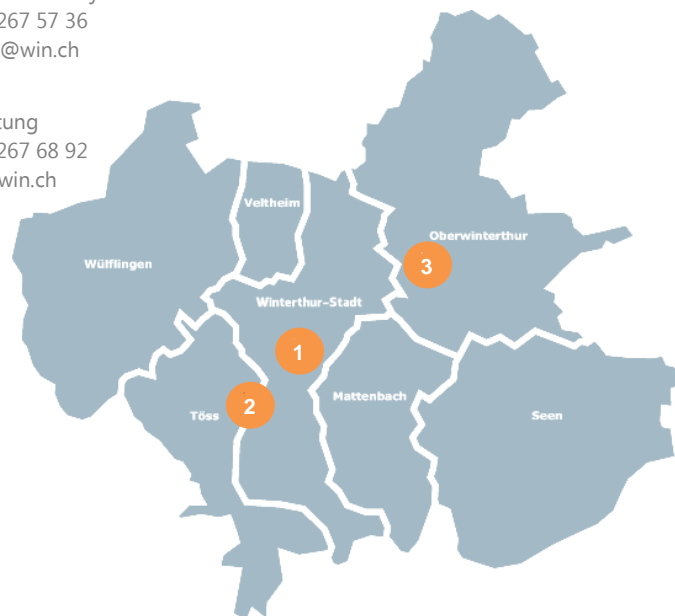 267 57 36
@win.ch
tung
267 68 92
win.ch
Veltheim
Oberwinterthur
Wülflingen
3
Winterthur-Stadt
1
Mattenbach
2
Töss
Seen